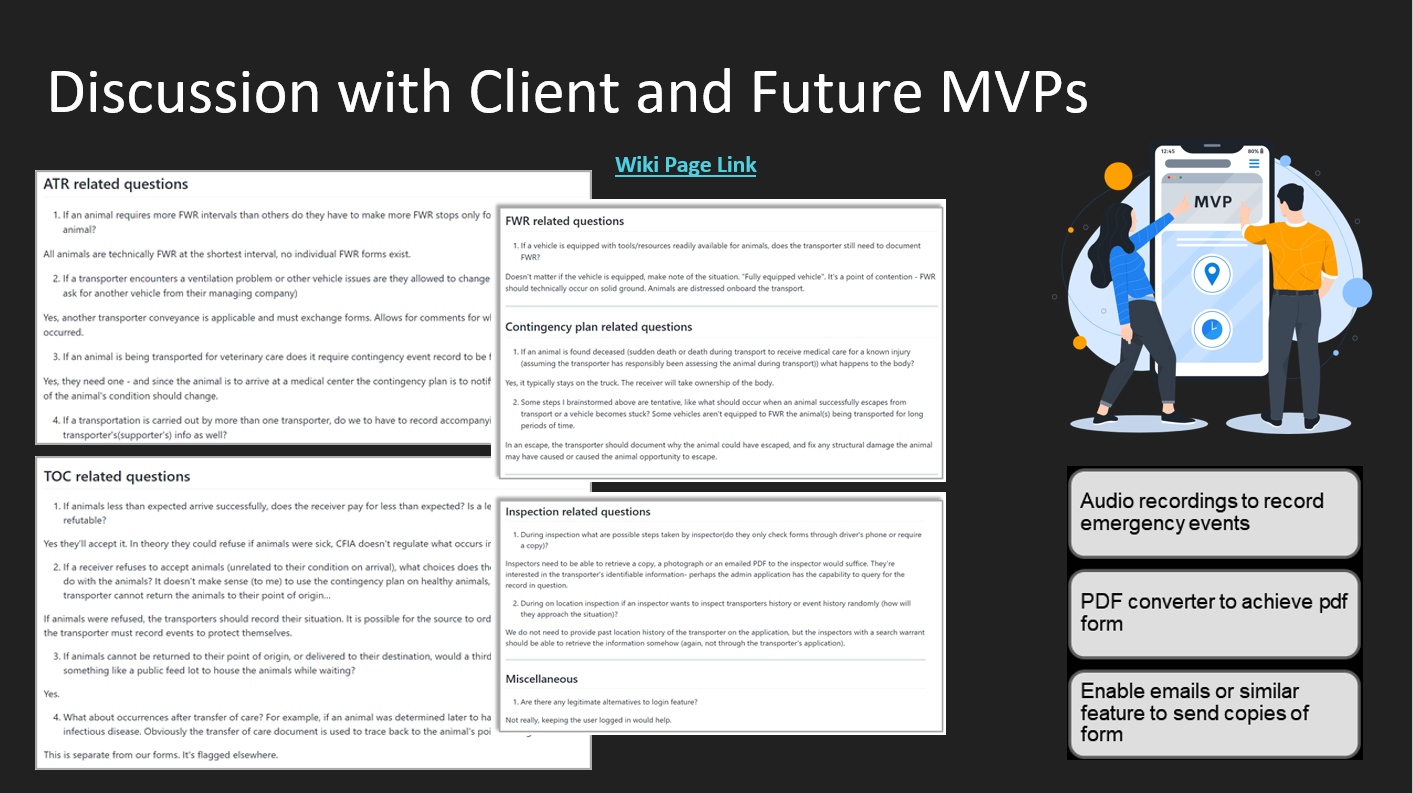 Discussion with Client and Future MVPs
Wiki Page Link
ATR related questions
1. If an animal requires more FWR intervals than others do they have to make more FWR stops only fo
animal?
All animals are technically FWR at the shortest interval, no individual FWR forms exist.
2. If a transporter encounters a ventilation problem or other vehicle issues are they allowed to change
ask for another vehicle from their managing company)
Yes, another transporter conveyance is applicable and must exchange forms. Allows for comments for wh
occurred.
3. If an animal is being transported for veterinary care does it require contingency event record to be f
Yes, they need one - and since the animal is to arrive at a medical center the contingency plan is to notif
of the animal's condition should change.
4. If a transportation is carried out by more than one transporter, do we to have to record accompanyi
transporter's(supporter's) info as well?
TOC related questions
1. If animals less than expected arrive successfully, does the receiver pay for less than expected? Is a le
refutable?
Yes they'll accept it. In theory they could refuse if animals were sick, CFIA doesn't regulate what occurs ir
2. If a receiver refuses to accept animals (unrelated to their condition on arrival), what choices does the
do with the animals? It doesn't make sense (to me) to use the contingency plan on healthy animals,
transporter cannot return the animals to their point of origin...
If animals were refused, the transporters should record their situation. It is possible for the source to ord
the transporter must record events to protect themselves.
3. If animals cannot be returned to their point of origin, or delivered to their destination, would a third
something like a public feed lot to house the animals while waiting?
Yes.
4. What about occurrences after transfer of care? For example, if an animal was determined later to ha
infectious disease. Obviously the transfer of care document is used to trace back to the animal's poi
This is separate from our forms. It's flagged elsewhere.
FWR related questions
1. If a vehicle is equipped with tools/resources readily available for animals, does the transporter still need to document
FWR?
Doesn't matter if the vehicle is equipped, make note of the situation. "Fully equipped vehicle". It's a point of contention - FWR
should technically occur on solid ground. Animals are distressed onboard the transport.
Contingency plan related questions
1. If an animal is found deceased (sudden death or death during transport to receive medical care for a known injury
(assuming the transporter has responsibly been assessing the animal during transport)) what happens to the body?
Yes, it typically stays on the truck. The receiver will take ownership of the body.
2. Some steps I brainstormed above are tentative, like what should occur when an animal successfully escapes from
transport or a vehicle becomes stuck? Some vehicles aren't equipped to FWR the animal(s) being transported for long
periods of time.
In an escape, the transporter should document why the animal could have escaped, and fix any structural damage the animal
may have caused or caused the animal opportunity to escape.
Inspection related questions
1. During inspection what are possible steps taken by inspector(do they only check forms through driver's phone or require
a copy)?
Inspectors need to be able to retrieve a copy, a photograph or an emailed PDF to the inspector would suffice. They're
interested in the transporter's identifiable information- perhaps the admin application has the capability to query for the
record in question.
2. During on location inspection if an inspector wants to inspect transporters history or event history randomly (how will
they approach the situation)?
We do not need to provide past location history of the transporter on the application, but the inspectors with a search warrant
should be able to retrieve the information somehow (again, not through the transporter's application).
Miscellaneous
1. Are there any legitimate alternatives to login feature?
Not really, keeping the user logged in would help.
12:45
80%
MVP
Audio recordings to record
emergency events
PDF converter to achieve pdf
form
Enable emails or similar
feature to send copies of
form